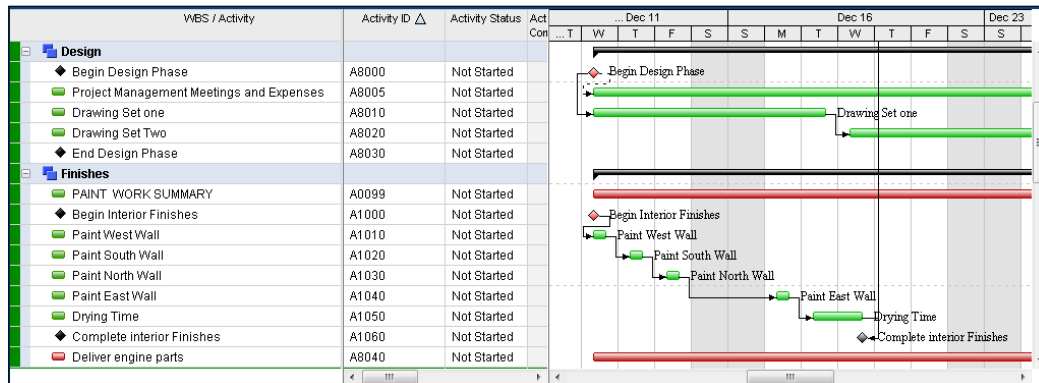 WBS / Activity Activity ID △ Activity Status Act Con ... Dec 11 Dec 16 Dec 23
... T W T F S S M T W T F S S
Design
Begin Design Phase A8000 Not Started Begin Design Phase
Project Management Meetings and Expenses A8005 Not Started
Drawing Set one A8010 Not Started Drawing Set one
Drawing Set Two A8020 Not Started
End Design Phase A8030 Not Started
Finishes
PAINT WORK SUMMARY A0099 Not Started
Begin Interior Finishes A1000 Not Started Begin Interior Finishes
Paint West Wall A1010 Not Started Paint West Wall
Paint South Wall A1020 Not Started Paint South Wall
Paint North Wall A1030 Not Started Paint North Wall
Paint East Wall A1040 Not Started Paint East Wall
Drying Time A1050 Not Started Drying Time
Complete interior Finishes A1060 Not Started Complete interior Finishes
Deliver engine parts A8040 Not Started